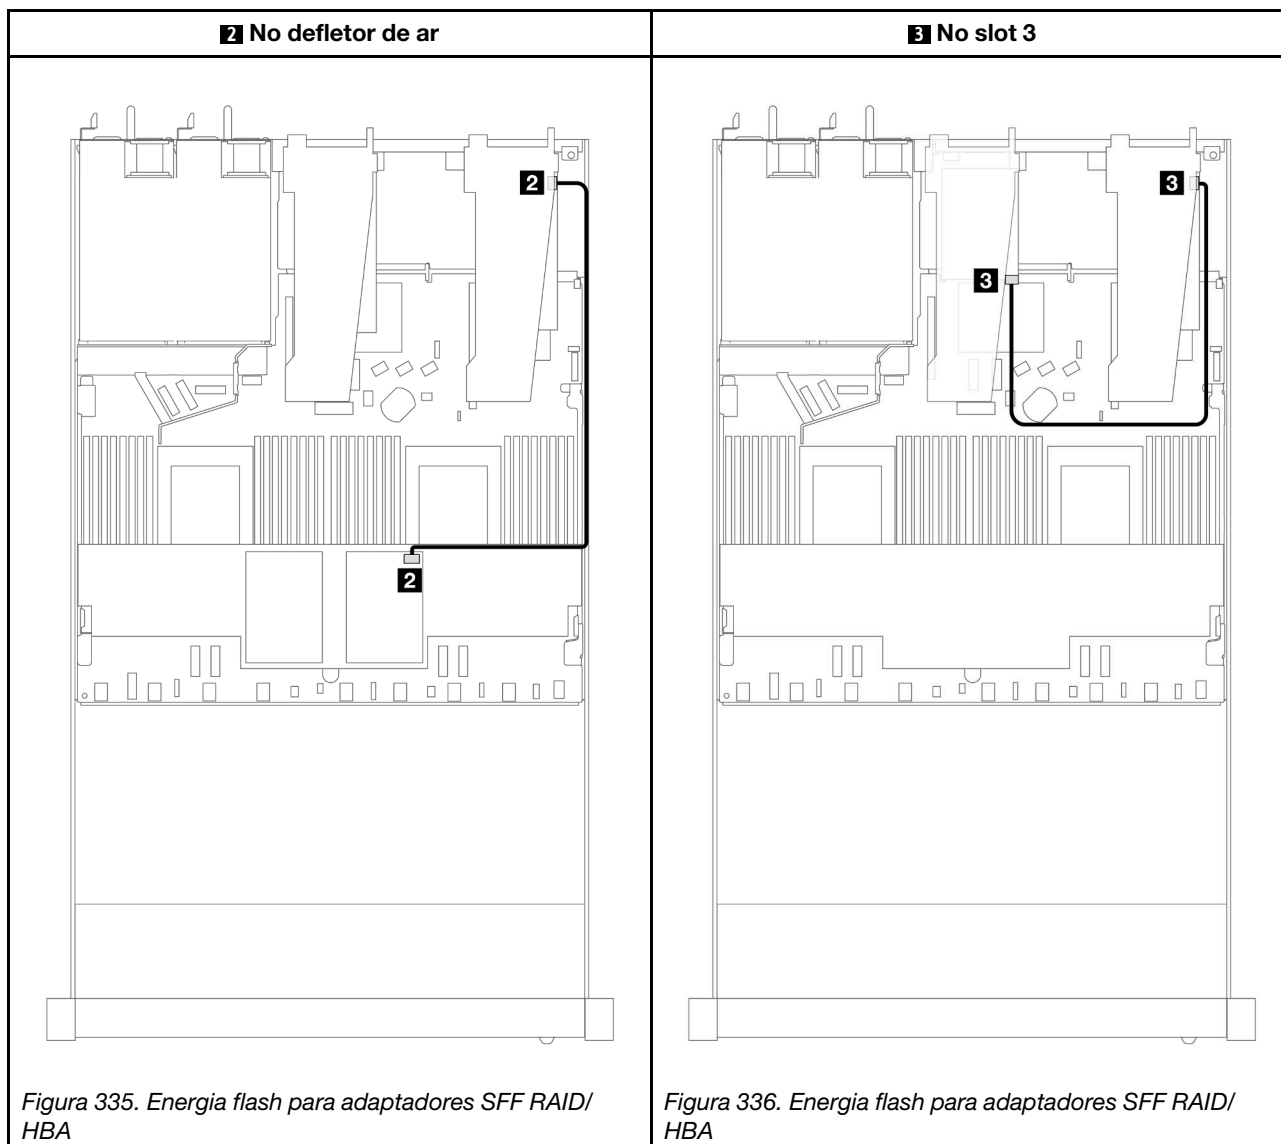 2 No defletor de ar
3 No slot 3
2
2
3
3
Figura 335. Energia flash para adaptadores SFF RAID/
HBA
Figura 336. Energia flash para adaptadores SFF RAID/
HBA